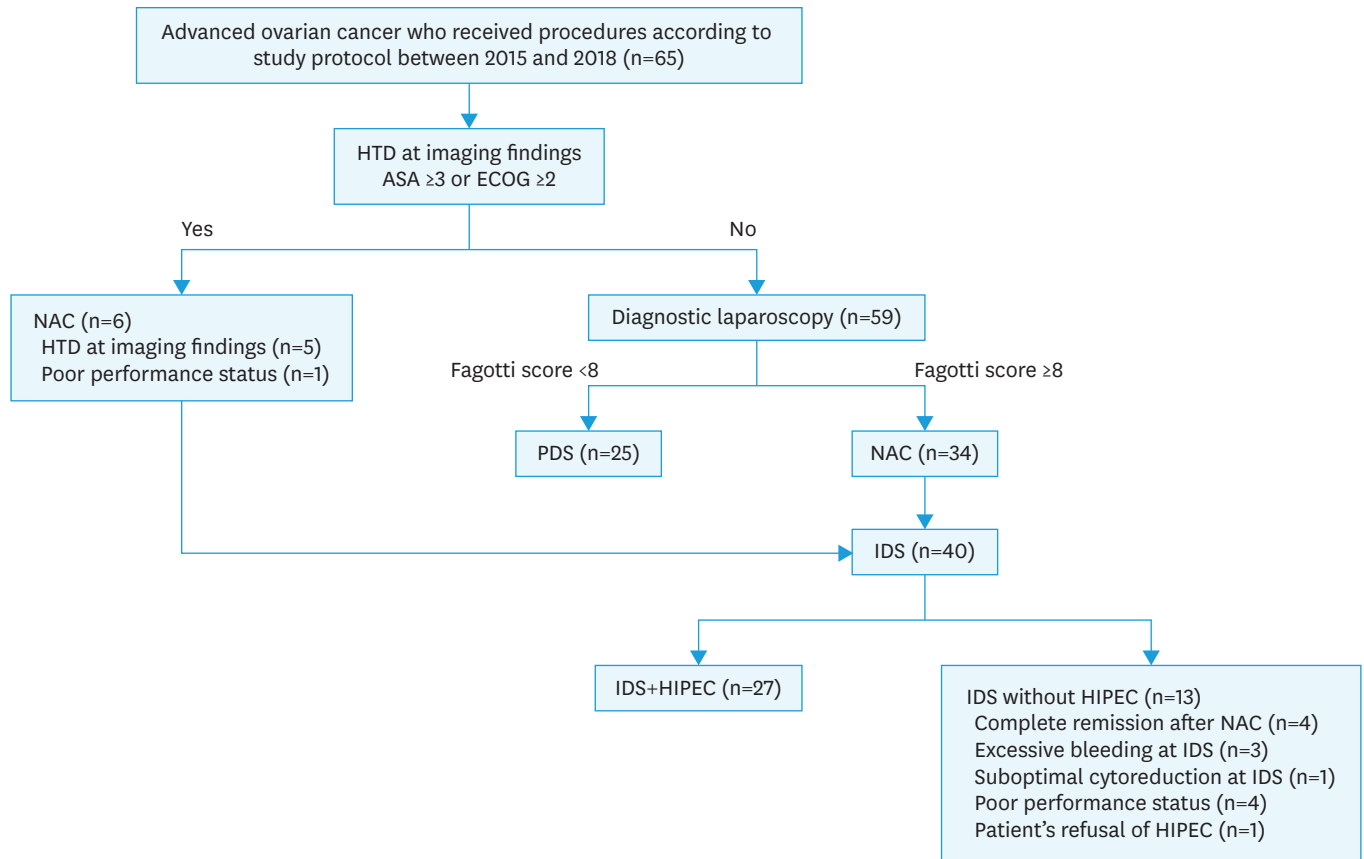 Advanced ovarian cancer who received procedures according to
study protocol between 2015 and 2018 (n=65)
HTD at imaging findings
ASA ≥3 or ECOG ≥2
Yes
No
NAC (n=6)
HTD at imaging findings (n=5)
Poor performance status (n=1)
Diagnostic laparoscopy (n=59)
Fagotti score <8
Fagotti score ≥8
PDS (n=25)
NAC (n=34)
IDS (n=40)
IDS+HIPEC (n=27)
IDS without HIPEC (n=13)
Complete remission after NAC (n=4)
Excessive bleeding at IDS (n=3)
Suboptimal cytoreduction at IDS (n=1)
Poor performance status (n=4)
Patient's refusal of HIPEC (n=1)